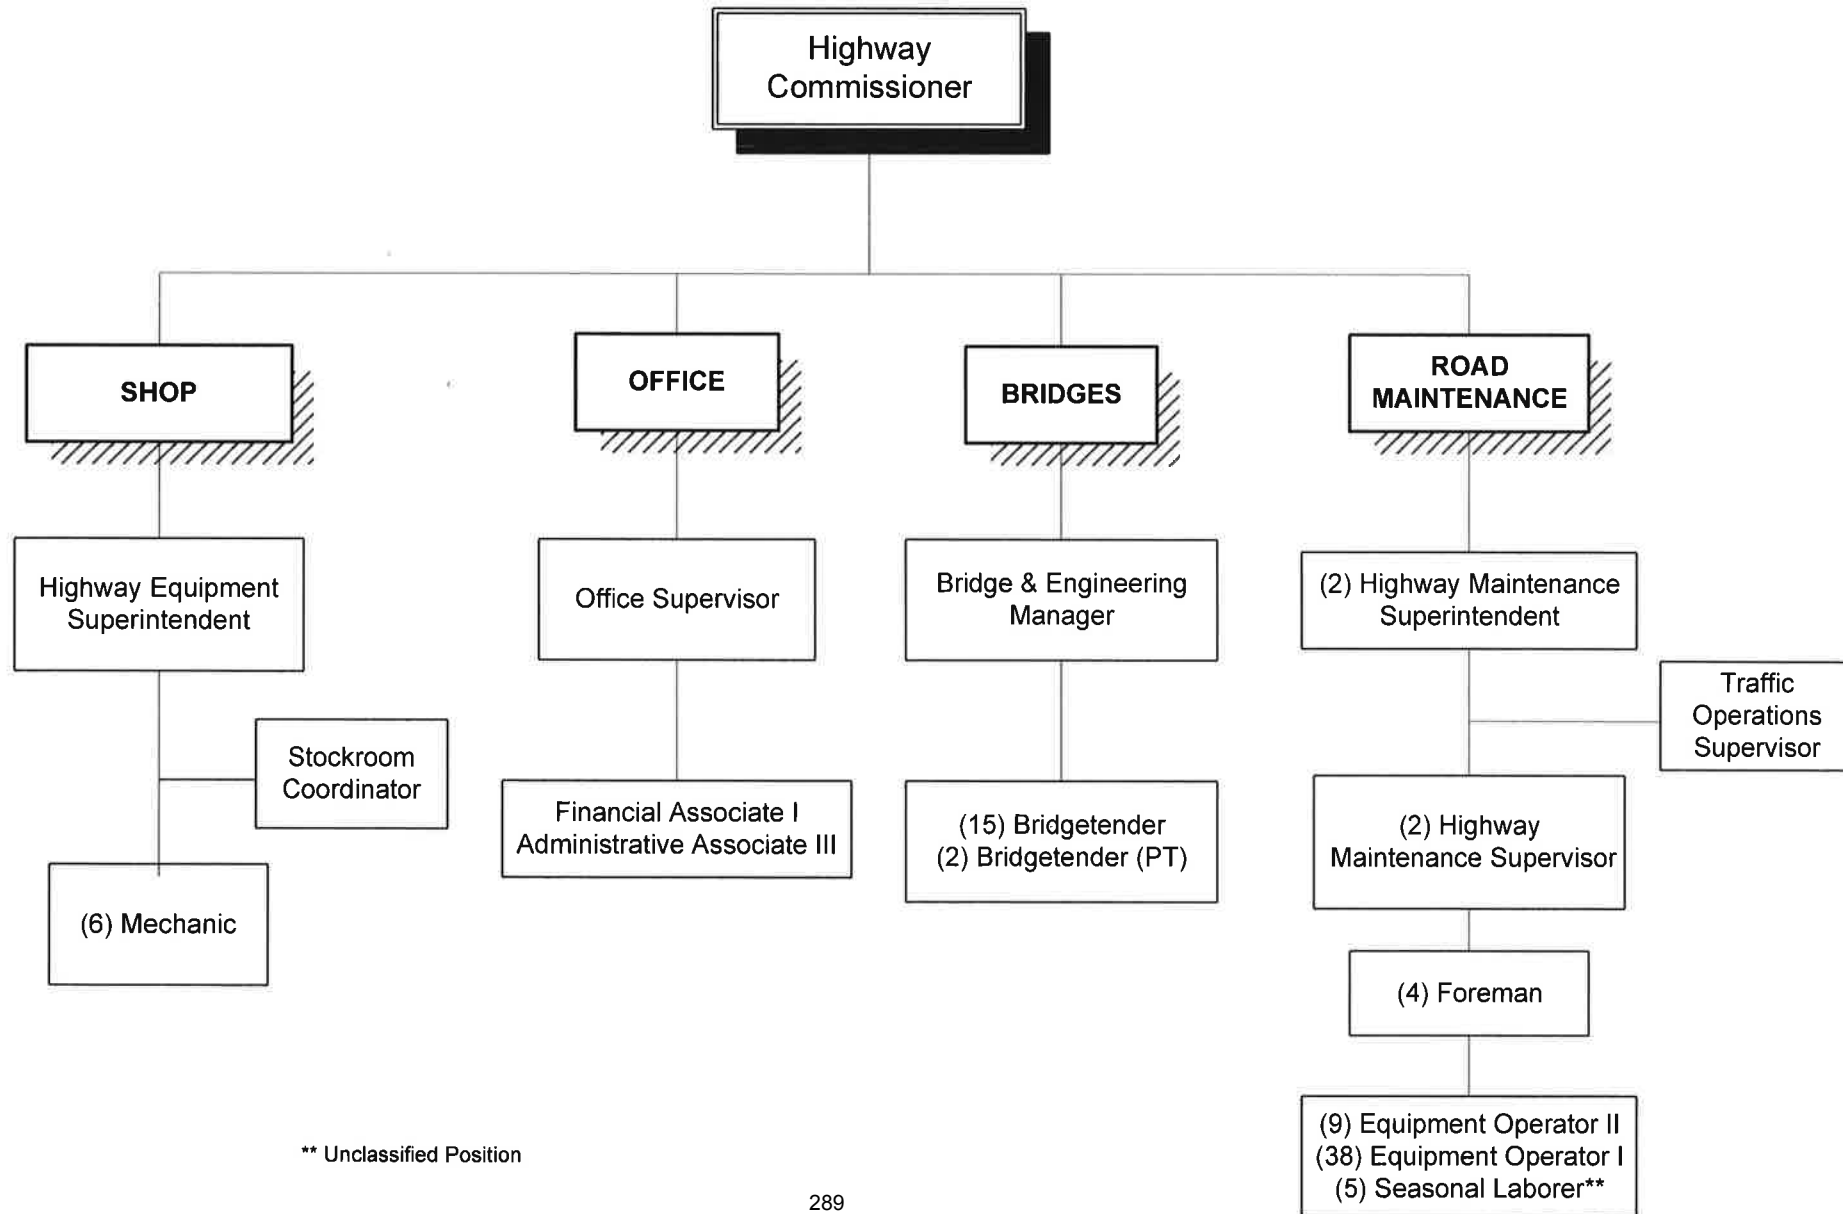 Highway
Commissioner
SHOP
OFFICE
BRIDGES
ROAD
MAINTENANCE
Highway Equipment
Superintendent
Office Supervisor
Bridge & Engineering
Manager
(2) Highway Maintenance
Superintendent
Traffic
Operations
Supervisor
Stockroom
Coordinator
Financial Associate I
Administrative Associate III
(15) Bridgetender
(2) Bridgetender (PT)
(2) Highway
Maintenance Supervisor
(6) Mechanic
(4) Foreman
(9) Equipment Operator II
(38) Equipment Operator I
(5) Seasonal Laborer**
** Unclassified Position
289